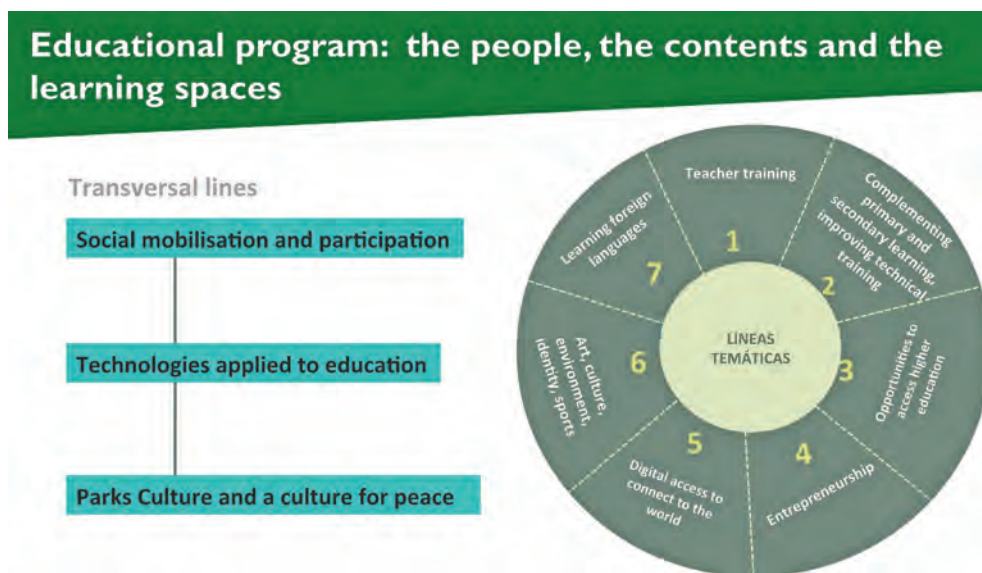 Educational program: the people, the contents and the
learning spaces
Transversal lines
Social mobilisation and participation
Technologies applied to education
Parks Culture and a culture for peace
LÍNEAS
TEMÁTICAS
1
Teacher training
2
Complementing
primary and
secondary learning,
improving technical
training
3
Opportunities to
access higher
education
4
Entrepreneurship
5
Digital access to
connect to the
world
6
Art, culture,
environment,
identity, sports
7
Learning foreign
languages